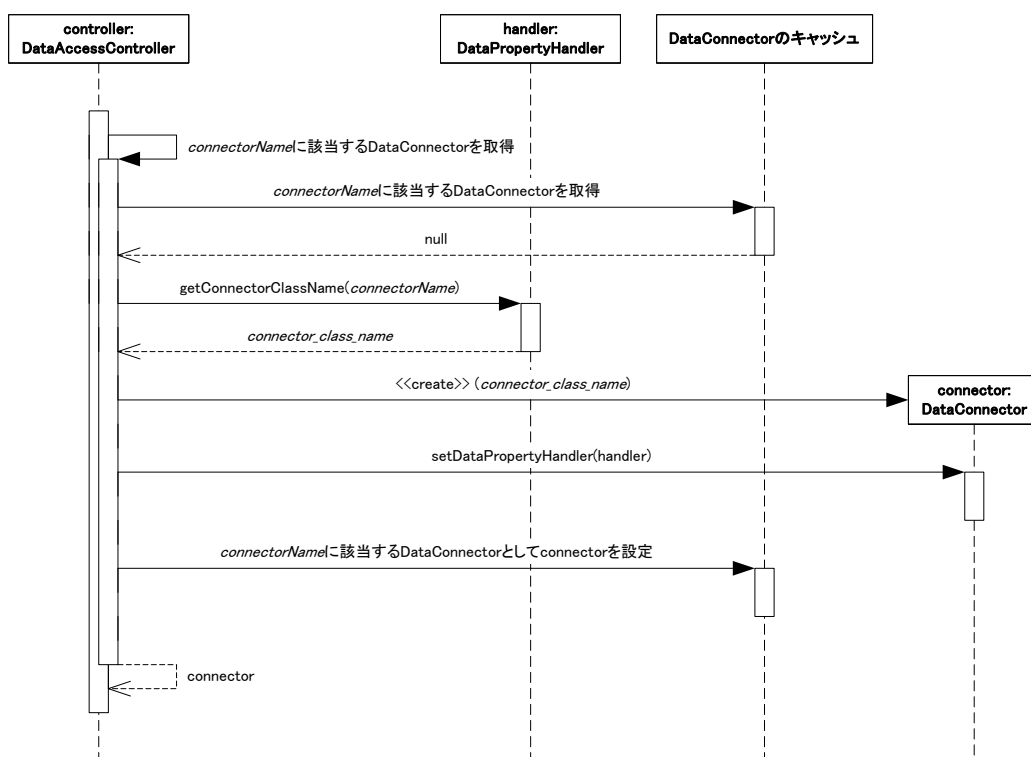 controller:
DataAccessController
handler:
DataPropertyHandler
DataConnectorのキャッシュ
connectorNameに該当するDataConnectorを取得
connectorNameに該当するDataConnectorを取得
null
getConnectorClassName(connectorName)
connector_class_name
<<create>> (connector_class_name)
connector:
DataConnector
setDataPropertyHandler(handler)
connectorNameに該当するDataConnectorとしてconnectorを設定
connector